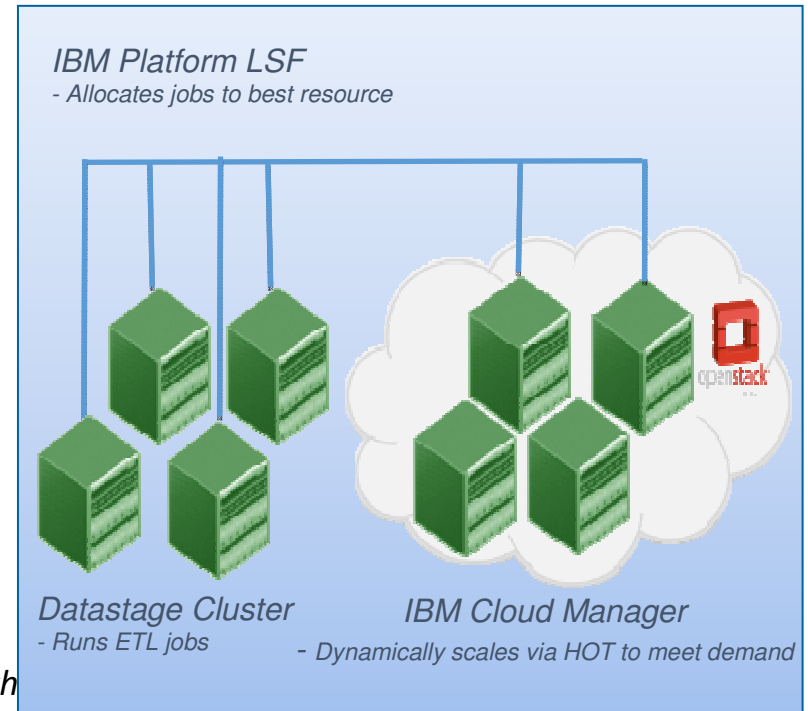 IBM Platform LSF
- Allocates jobs to best resource
openstack
Datastage Cluster
- Runs ETL jobs
IBM Cloud Manager
- Dynamically scales via HOT to meet demand
h